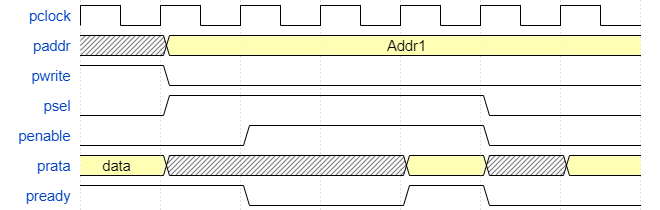 pclock
paddr Addr1
pwrite
psel
penable
prata data
pready